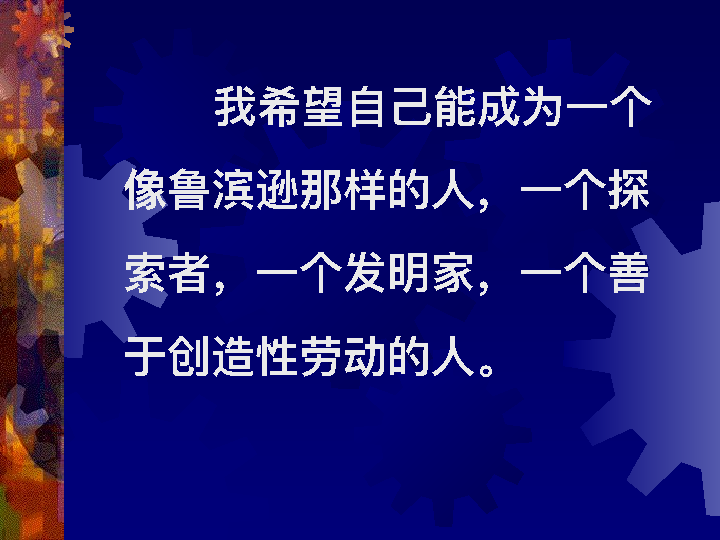 我希望自己能成为一个
像鲁滨逊那样的人，一个探
索者，一个发明家，一个善
于创造性劳动的人。